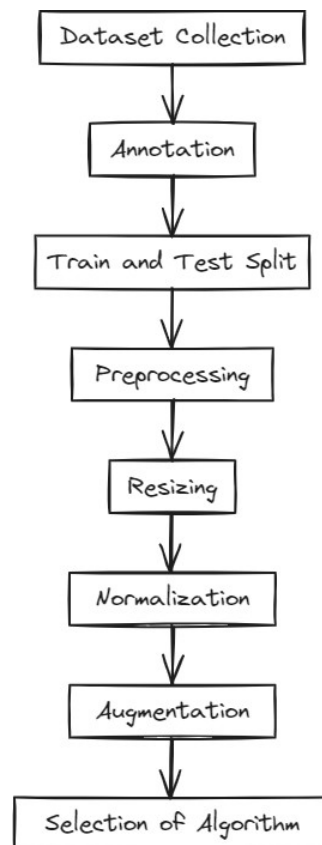 Dataset Collection
Annotation
Train and Test Split
Preprocessing
Resizing
Normalization
Augmentation
Selection of Algorithm